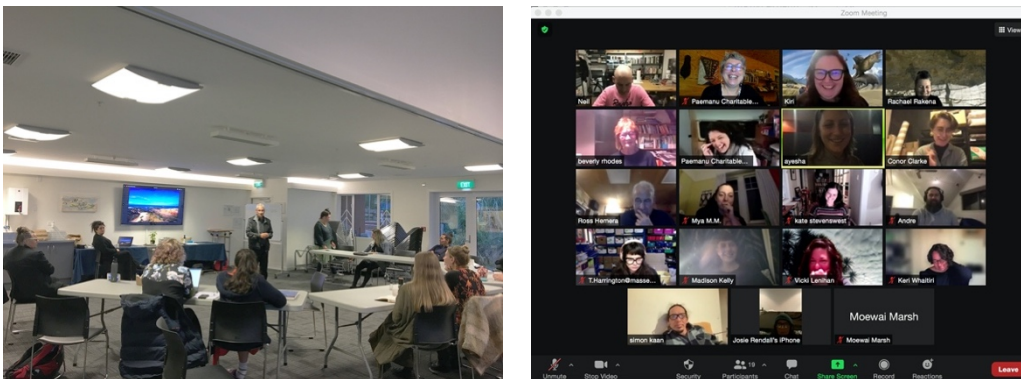 EXIT
Zoom Meeting
View
Neil
Paemanu Charitable...
Kiri
Rachael Rakena
beverly rhodes
Paemanu Charitable...
ayesha
Conor Clarke
Ross Hemera
Mya M.M.
kate stevenswest
Andre
T.Harrington@masse...
Madison Kelly
Vicki Lenihan
Keri Whaitiri
simon kaan
Josie Rendall's iPhone
Moewai Marsh
Moewai Marsh
Unmute
Stop Video
Security
19
Participants
Chat
Share Screen
Record
Reactions
Leave